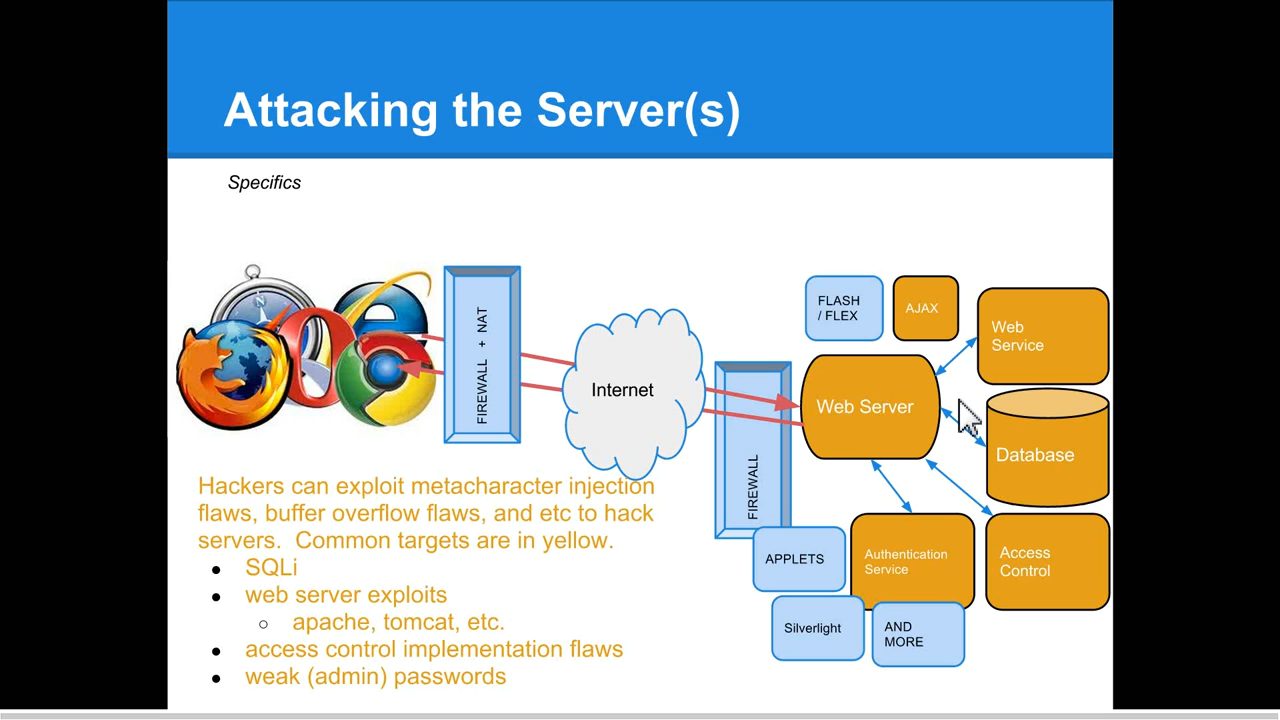 Attacking the Server(s)
Specifics
FIREWALL + NAT
Internet
FIREWALL
FLASH
/ FLEX
AJAX
Web
Service
Web Server
Database
APPLETS
Authentication
Service
Access
Control
Silverlight
AND
MORE
Hackers can exploit metacharacter injection
flaws, buffer overflow flaws, and etc to hack
servers. Common targets are in yellow.
● SQLi
● web server exploits
○ apache, tomcat, etc.
● access control implementation flaws
● weak (admin) passwords